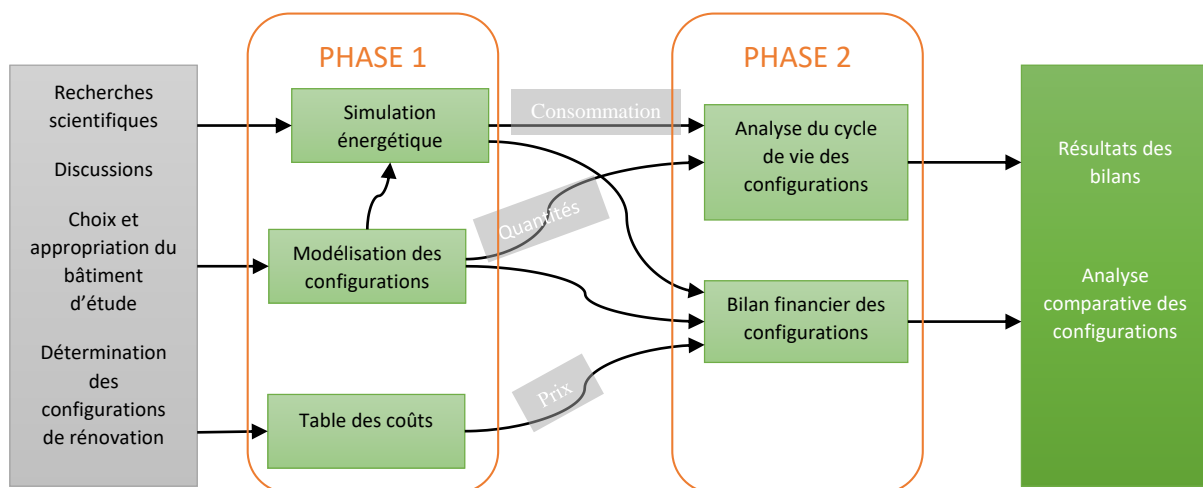 Recherches
scientifiques
Discussions
Choix et
appropriation du
bâtiment
d'étude
Détermination
des
configurations
de rénovation
PHASE 1
Simulation
énergétique
Modélisation des
configurations
Table des coûts
Consommation
Quantités
Prix
PHASE 2
Analyse du cycle
de vie des
configurations
Bilan financier des
configurations
Résultats des
bilans
Analyse
comparative des
configurations